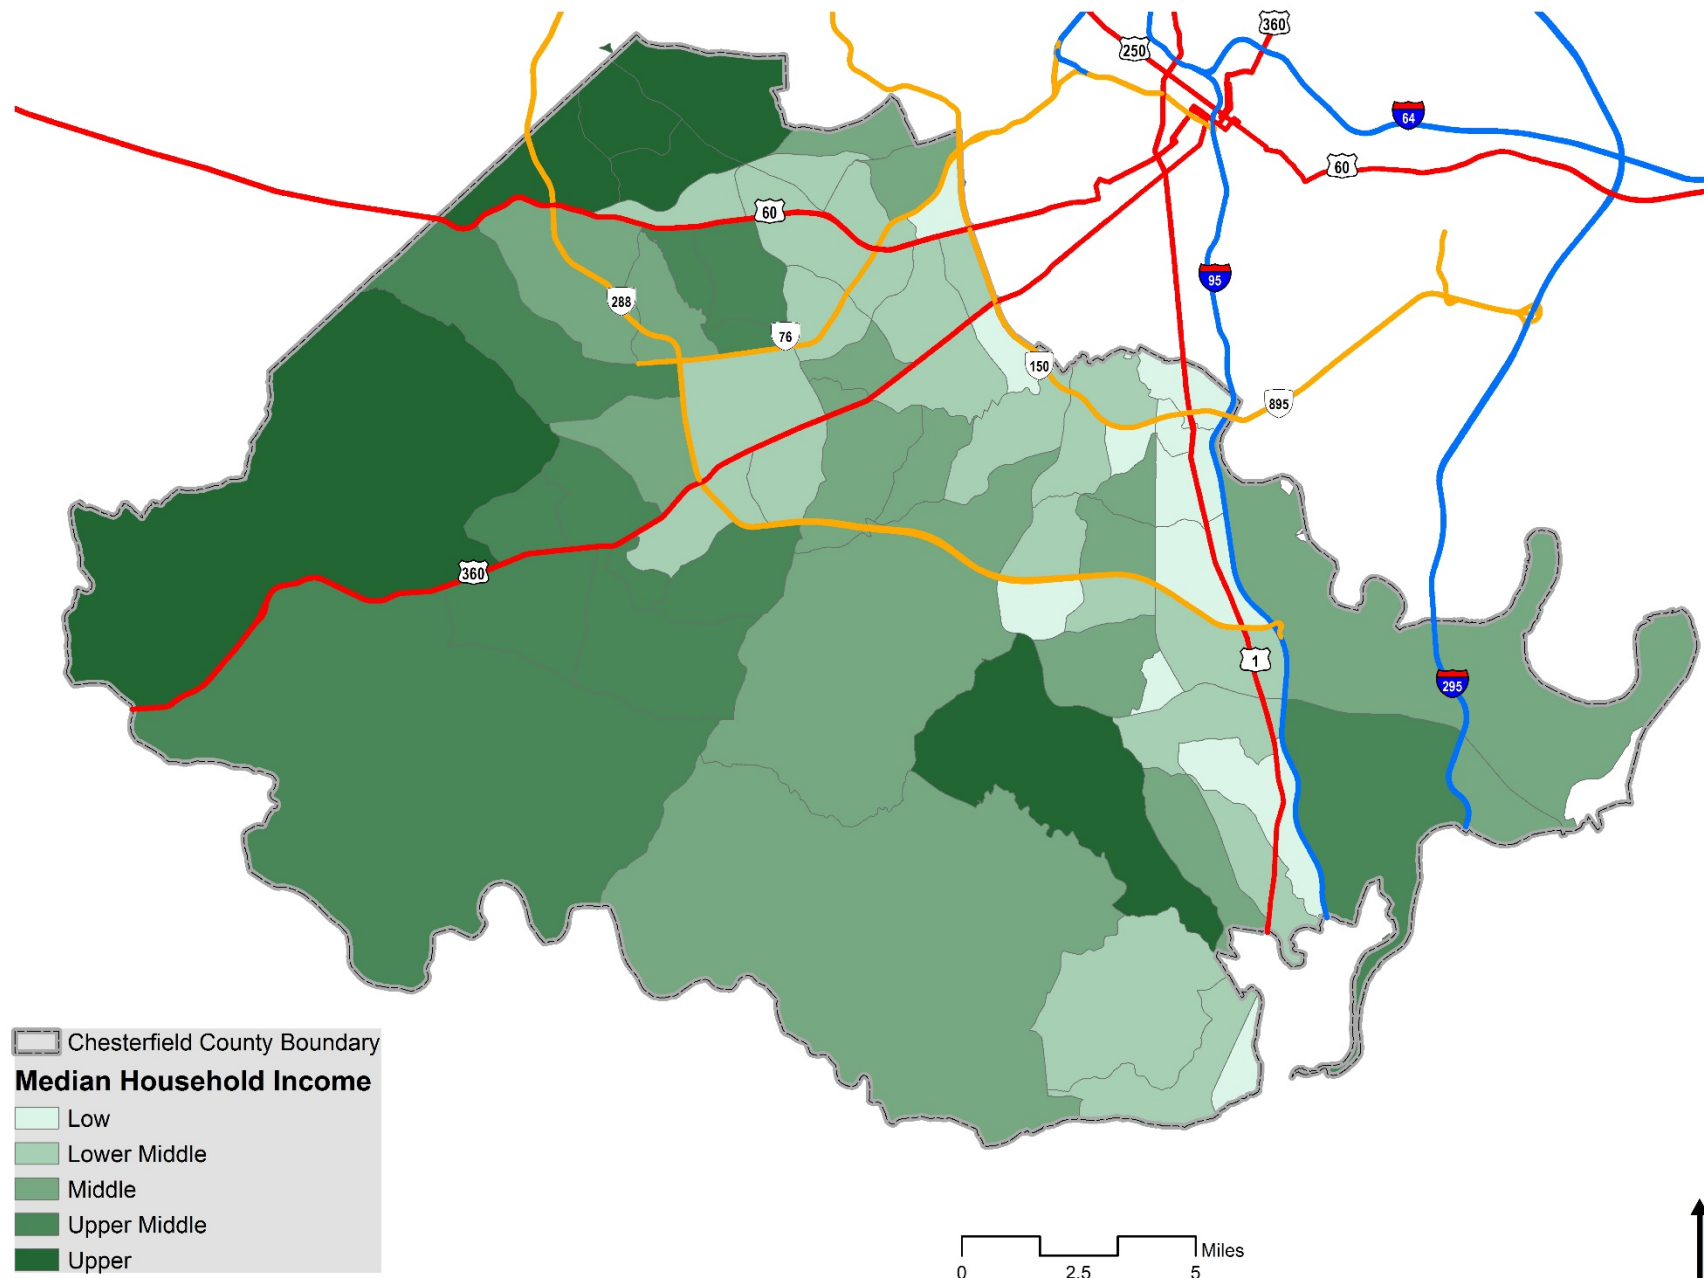 360
250
64
60
60
95
288
76
150
895
360
1
295
Chesterfield County Boundary
Median Household Income
Low
Lower Middle
Middle
Upper Middle
Upper
Miles
0 2.5 5